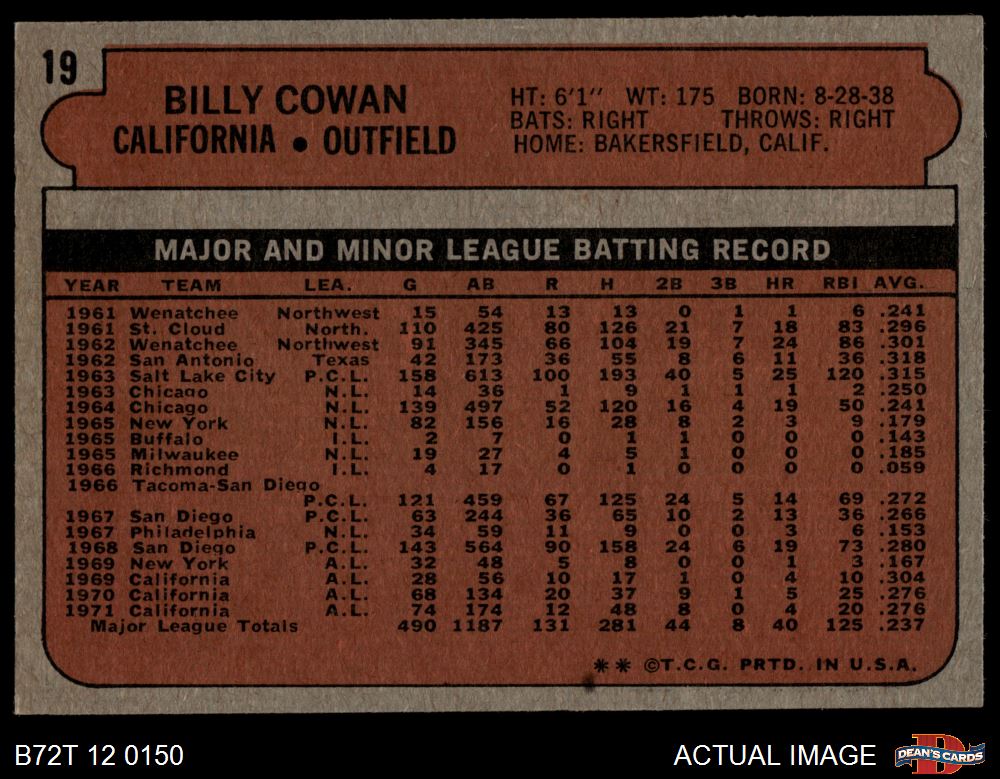 19
BILLY COWAN
CALIFORNIA • OUTFIELD
HT: 6'1" WT: 175 BORN: 8-28-38
BATS: RIGHT THROWS: RIGHT
HOME: BAKERSFIELD, CALIF.
MAJOR AND MINOR LEAGUE BATTING RECORD
YEAR TEAM LEA. G AB R H 2B 3B HR RBI AVG.
1961 Wenatchee Northwest 15 54 13 13 0 1 1 6 .241
1961 St. Cloud North. 110 425 80 126 21 7 18 83 .296
1962 Wenatchee Northwest 91 345 66 104 19 7 24 86 .301
1962 San Antonio Texas 42 173 36 55 8 6 11 36 .318
1963 Salt Lake City P.C.L. 158 613 100 193 40 5 25 120 .315
1963 Chicago N.L. 14 36 1 9 1 1 1 2 .250
1964 Chicago N.L. 139 497 52 120 16 4 19 50 .241
1965 New York N.L. 82 156 16 28 8 2 3 9 .179
1965 Buffalo I.L. 2 7 0 1 1 0 0 0 .143
1965 Milwaukee N.L. 19 27 4 5 1 0 0 0 .185
1966 Richmond I.L. 4 17 0 1 0 0 0 0 .059
1966 Tacoma-San Diego
P.C.L. 121 459 67 125 24 5 14 69 .272
1967 San Diego P.C.L. 63 244 36 65 10 2 13 36 .266
1967 Philadelphia N.L. 34 59 11 9 0 0 3 6 .153
1968 San Diego P.C.L. 143 564 90 158 24 6 19 73 .280
1969 New York A.L. 32 48 5 8 0 0 1 3 .167
1969 California A.L. 28 56 10 17 1 0 4 10 .304
1970 California A.L. 68 134 20 37 9 1 5 25 .276
1971 California A.L. 74 174 12 48 8 0 4 20 .276
Major League Totals 490 1187 131 281 44 8 40 125 .237
** ©T.C.G. PRTD. IN U.S.A.
B72T 12 0150
ACTUAL IMAGE
DEAN'S CARDS